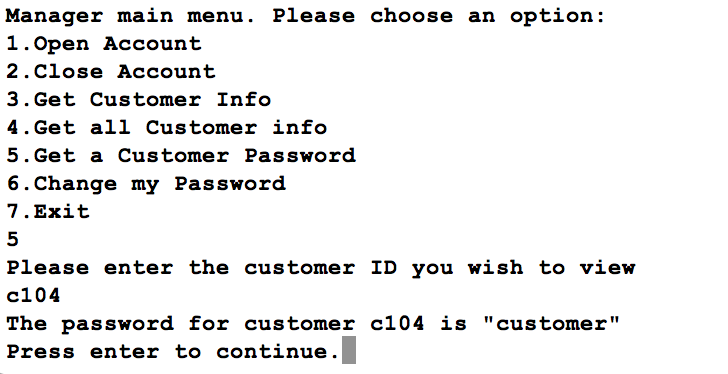 Manager main menu. Please choose an option:
1.Open Account
2.Close Account
3.Get Customer Info
4.Get all Customer info
5.Get a Customer Password
6.Change my Password
7.Exit
5
Please enter the customer ID you wish to view
c104
The password for customer c104 is "customer"
Press enter to continue.